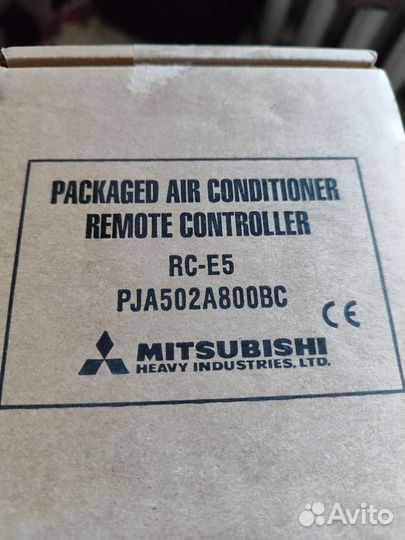 PACKAGED AIR CONDITIONER
REMOTE CONTROLLER
RC-E5
PJA502A800BC
CE
MITSUBISHI
HEAVY INDUSTRIES, LTD.
Avito